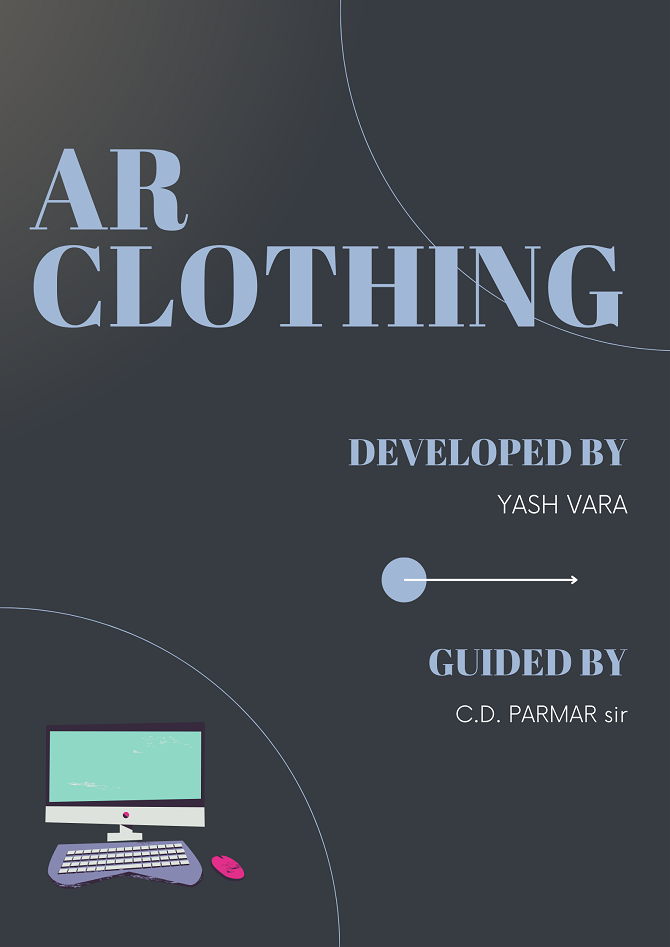 AR
CLOTHING
DEVELOPED BY
YASH VARA
GUIDED BY
C.D. PARMAR sir